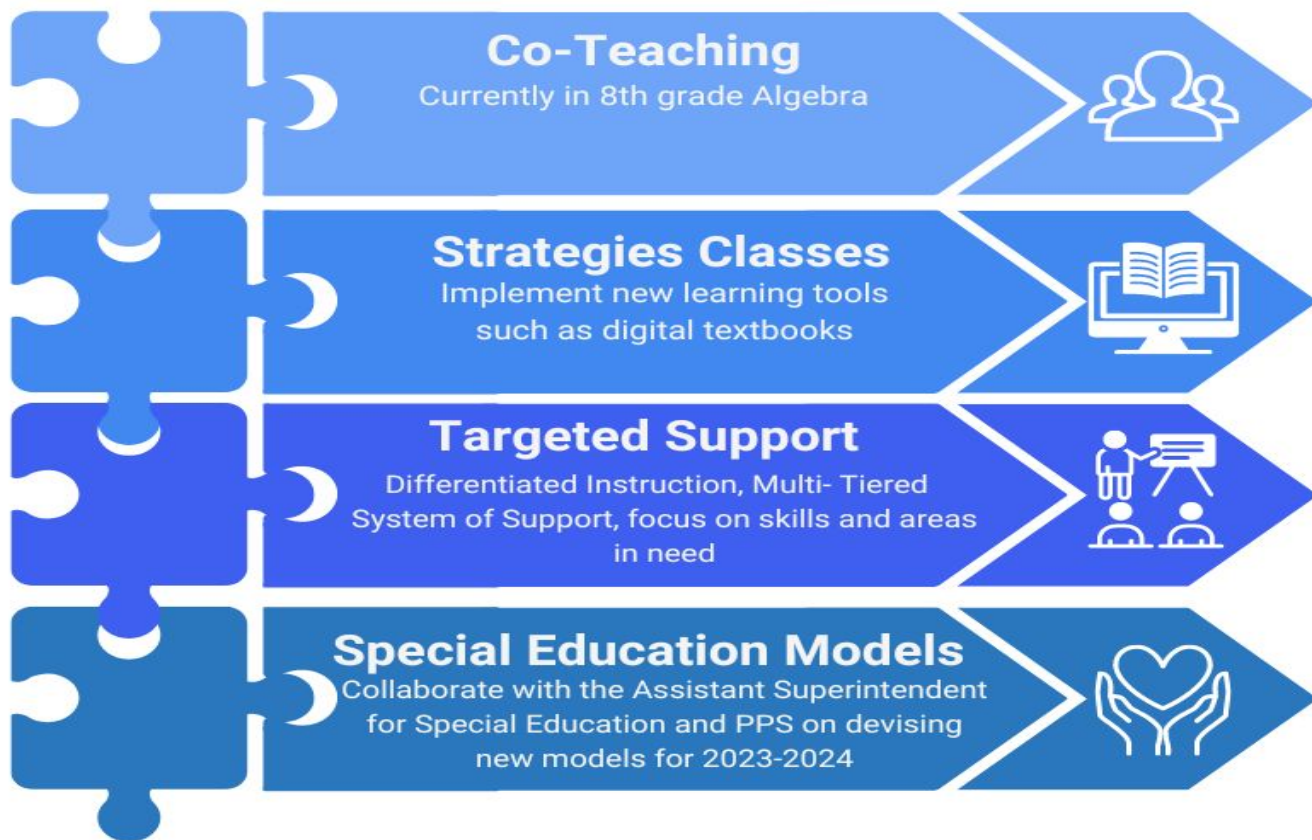 Co-Teaching
Currently in 8th grade Algebra
Strategies Classes
Implement new learning tools
such as digital textbooks
Targeted Support
Differentiated Instruction, Multi- Tiered
System of Support, focus on skills and areas
in need
Special Education Models
Collaborate with the Assistant Superintendent
for Special Education and PPS on devising
new models for 2023-2024